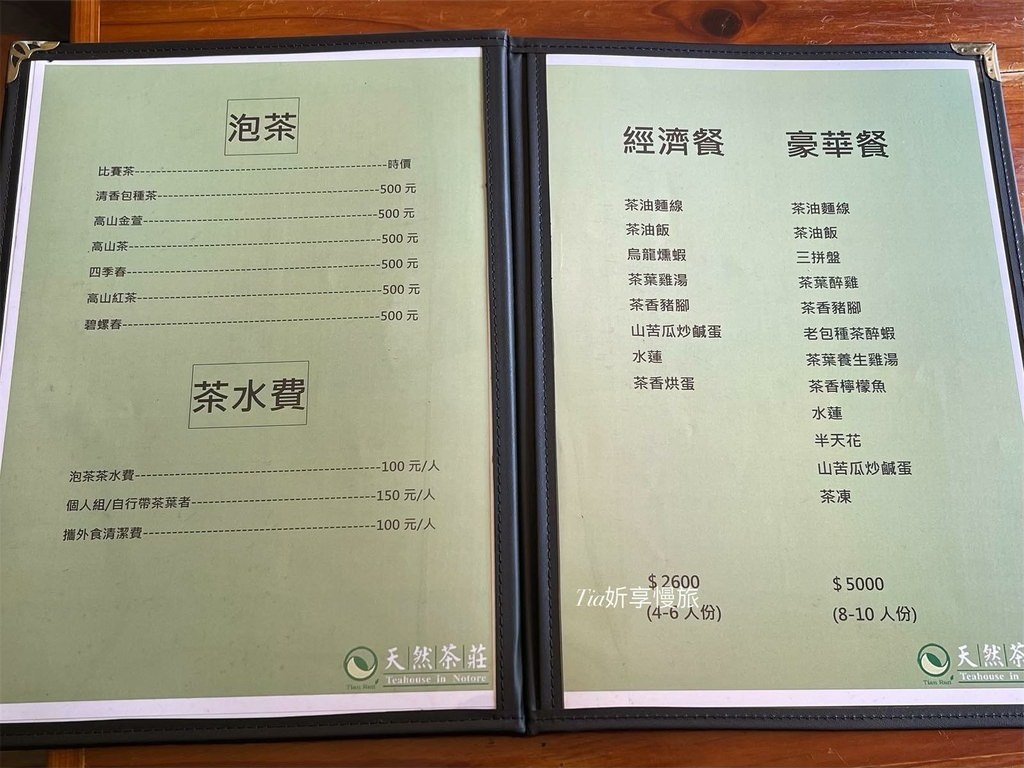 泡茶
比賽茶------------------------------時價
清香包種茶------------------------------500 元
高山金萱------------------------------500 元
高山茶------------------------------500 元
四季春------------------------------500 元
高山紅茶------------------------------500 元
碧螺春------------------------------500 元
茶水費
泡茶茶水費------------------------------100 元/人
個人組/自行帶茶葉者------------------------------150 元/人
攜外食清潔費------------------------------100 元/人
天然茶莊
Tian Ran
Teahouse in Notore
經濟餐
茶油麵線
茶油飯
烏龍燻蝦
茶葉雞湯
茶香豬腳
山苦瓜炒鹹蛋
水蓮
茶香烘蛋
$2600
(4-6 人份)
豪華餐
茶油麵線
茶油飯
三拼盤
茶葉醉雞
茶香豬腳
老包種茶醉蝦
茶葉養生雞湯
茶香檸檬魚
水蓮
半天花
山苦瓜炒鹹蛋
茶凍
$5000
(8-10 人份)
Tia妡享慢旅
天然茶
Tian Ran
Teahouse in